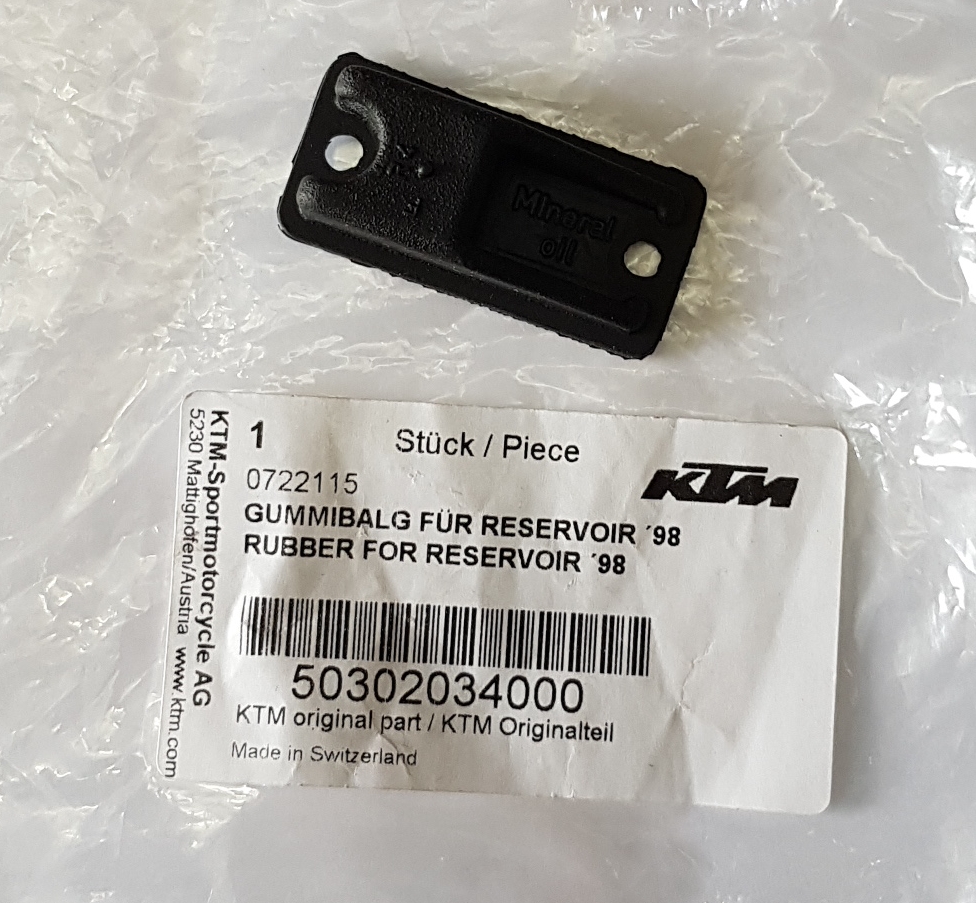 Mineral
oil
1
Stück / Piece
KTM
0722115
GUMMIBALG FÜR RESERVOIR ´98
RUBBER FOR RESERVOIR ´98
50302034000
KTM original part / KTM Originalteil
Made in Switzerland
KTM-Sportmotorcycle AG
5230 Mattighofen/Austria www.ktm.com